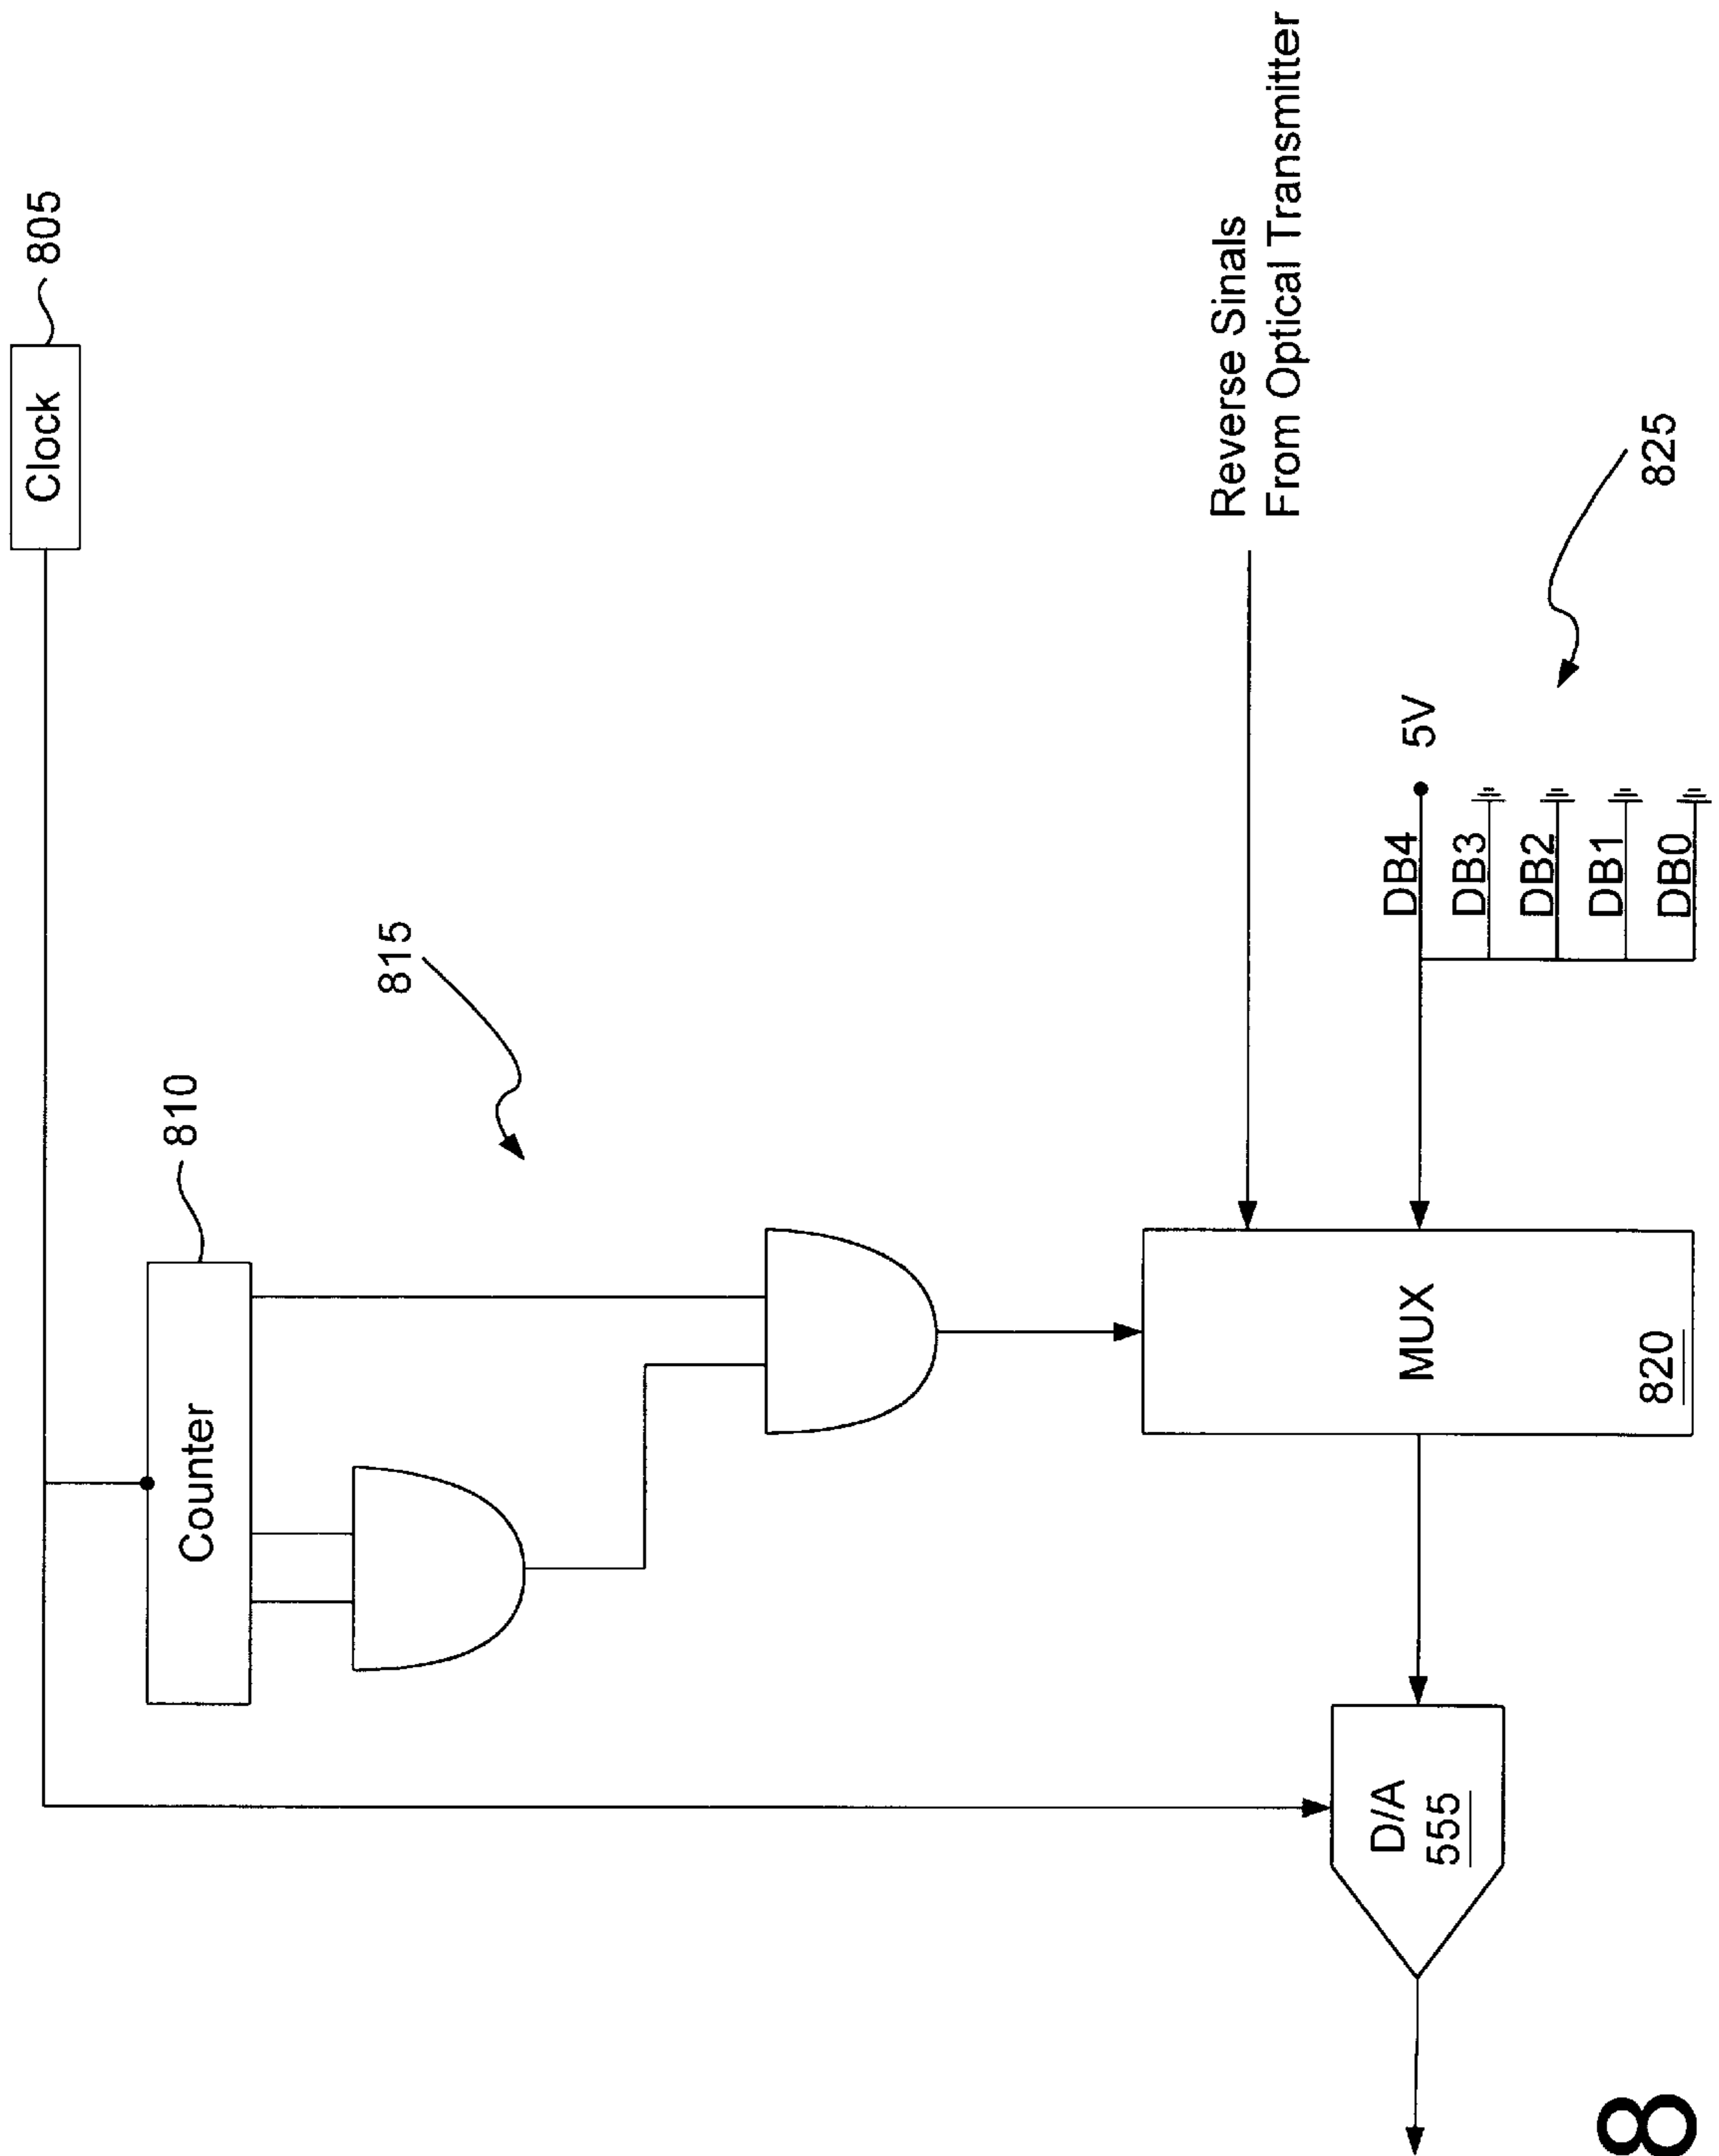 Clock
805
Counter
810
815
Reverse Sinals
From Optical Transmitter
MUX
820
DB4
5V
DB3
DB2
DB1
DB0
825
D/A
555
8